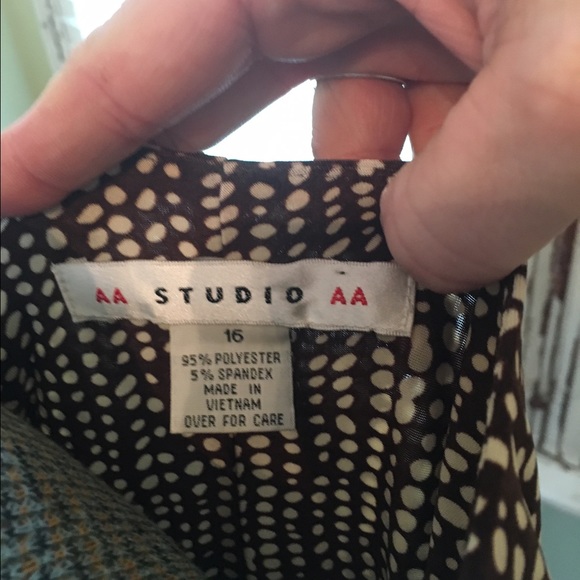 AA STUDIO AA
16
95% POLYESTER
5% SPANDEX
MADE IN
VIETNAM
OVER FOR CARE